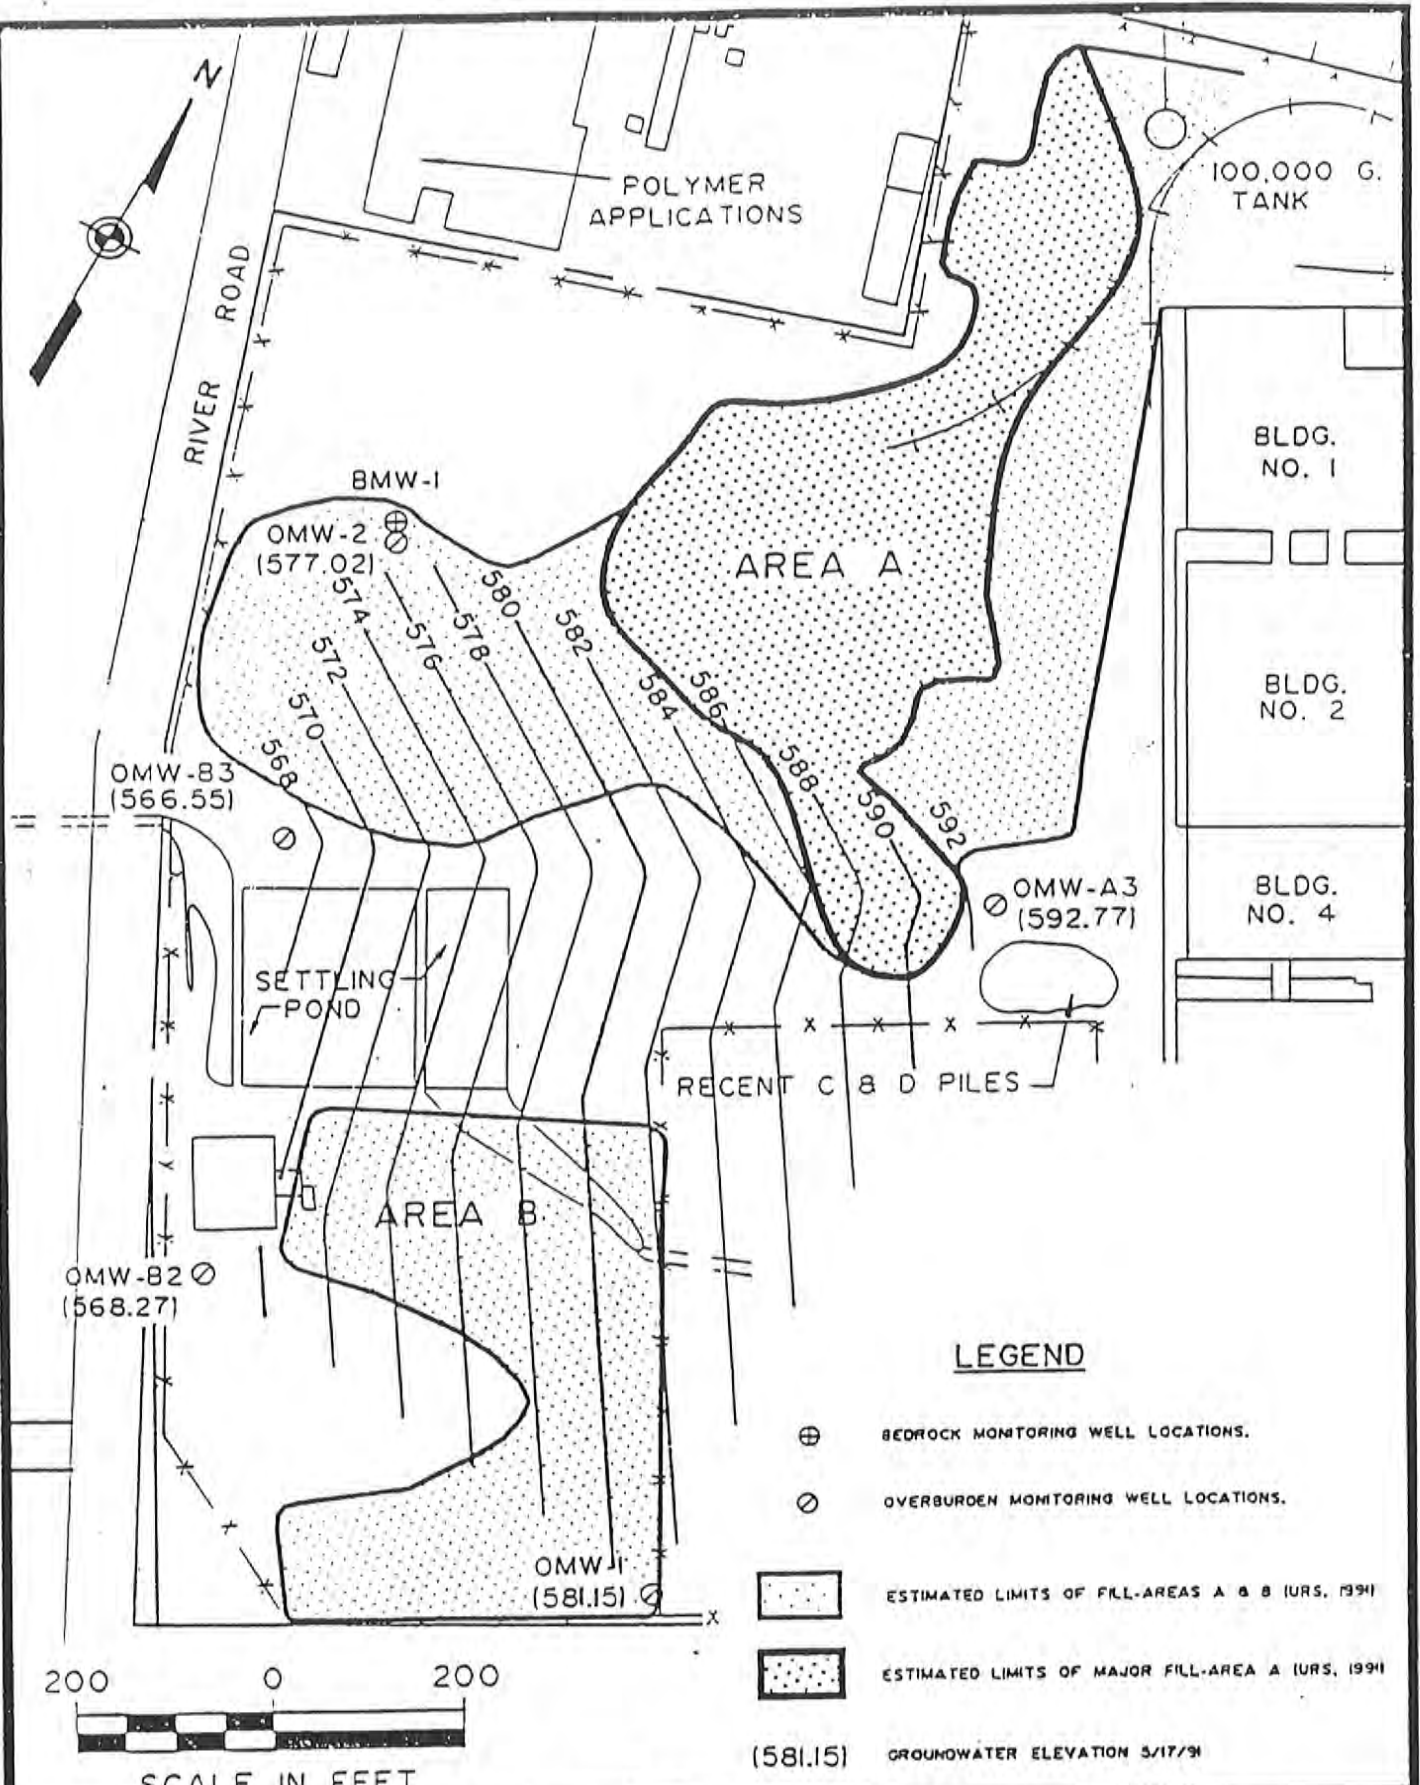 N
POLYMER
APPLICATIONS
100,000 G.
TANK
RIVER ROAD
BLDG.
NO. 1
BMW-1
OMW-2
(577.02)
AREA A
574
576
578
580
582
572
570
568
584
586
588
590
592
BLDG.
NO. 2
OMW-B3
(566.55)
OMW-A3
(592.77)
BLDG.
NO. 4
SETTLING
POND
RECENT C & D PILES
AREA B
OMW-B2
(568.27)
LEGEND
BEDROCK MONITORING WELL LOCATIONS.
OVERBURDEN MONITORING WELL LOCATIONS.
OMW-1
(581.15)
ESTIMATED LIMITS OF FILL-AREAS A & B (URS, 1991)
ESTIMATED LIMITS OF MAJOR FILL-AREA A (URS, 1991)
(581.15) GROUNDWATER ELEVATION 5/17/91
200 0 200
SCALE IN FEET